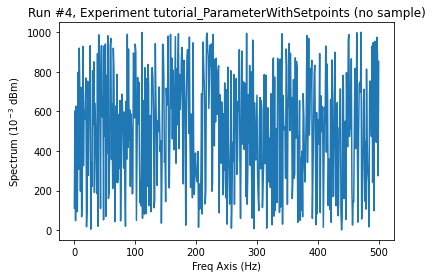 Run #4, Experiment tutorial_ParameterWithSetpoints (no sample)
Spectrum (10⁻³ dBm)
1000
800
600
400
200
0
0 100 200 300 400 500
Freq Axis (Hz)